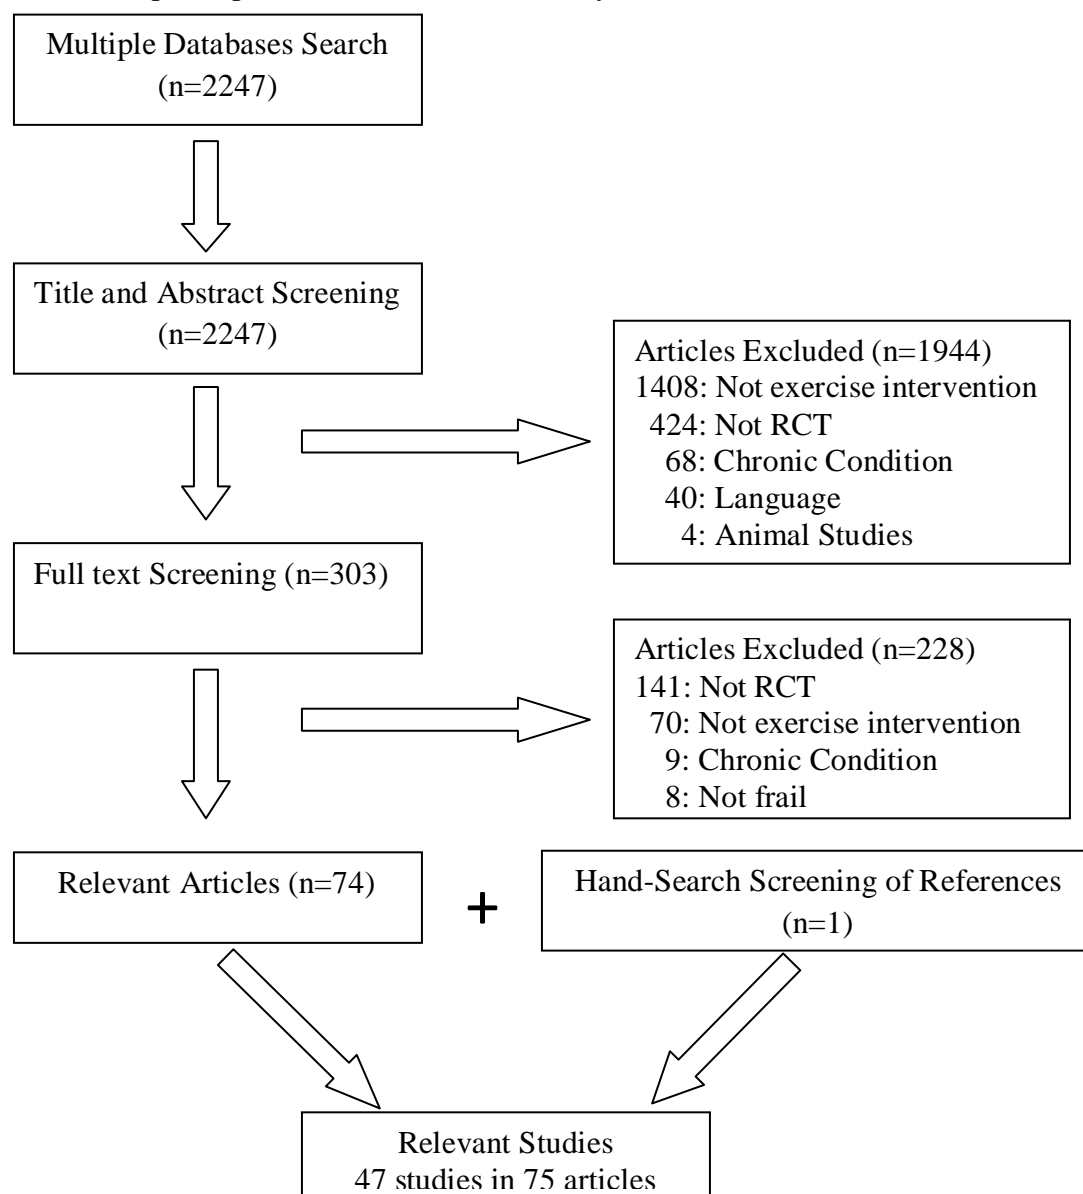 Multiple Databases Search
(n=2247)
Title and Abstract Screening
(n=2247)
Articles Excluded (n=1944)
1408: Not exercise intervention
424: Not RCT
68: Chronic Condition
40: Language
4: Animal Studies
Full text Screening (n=303)
Articles Excluded (n=228)
141: Not RCT
70: Not exercise intervention
9: Chronic Condition
8: Not frail
Relevant Articles (n=74)
+
Hand-Search Screening of References
(n=1)
Relevant Studies
47 studies in 75 articles